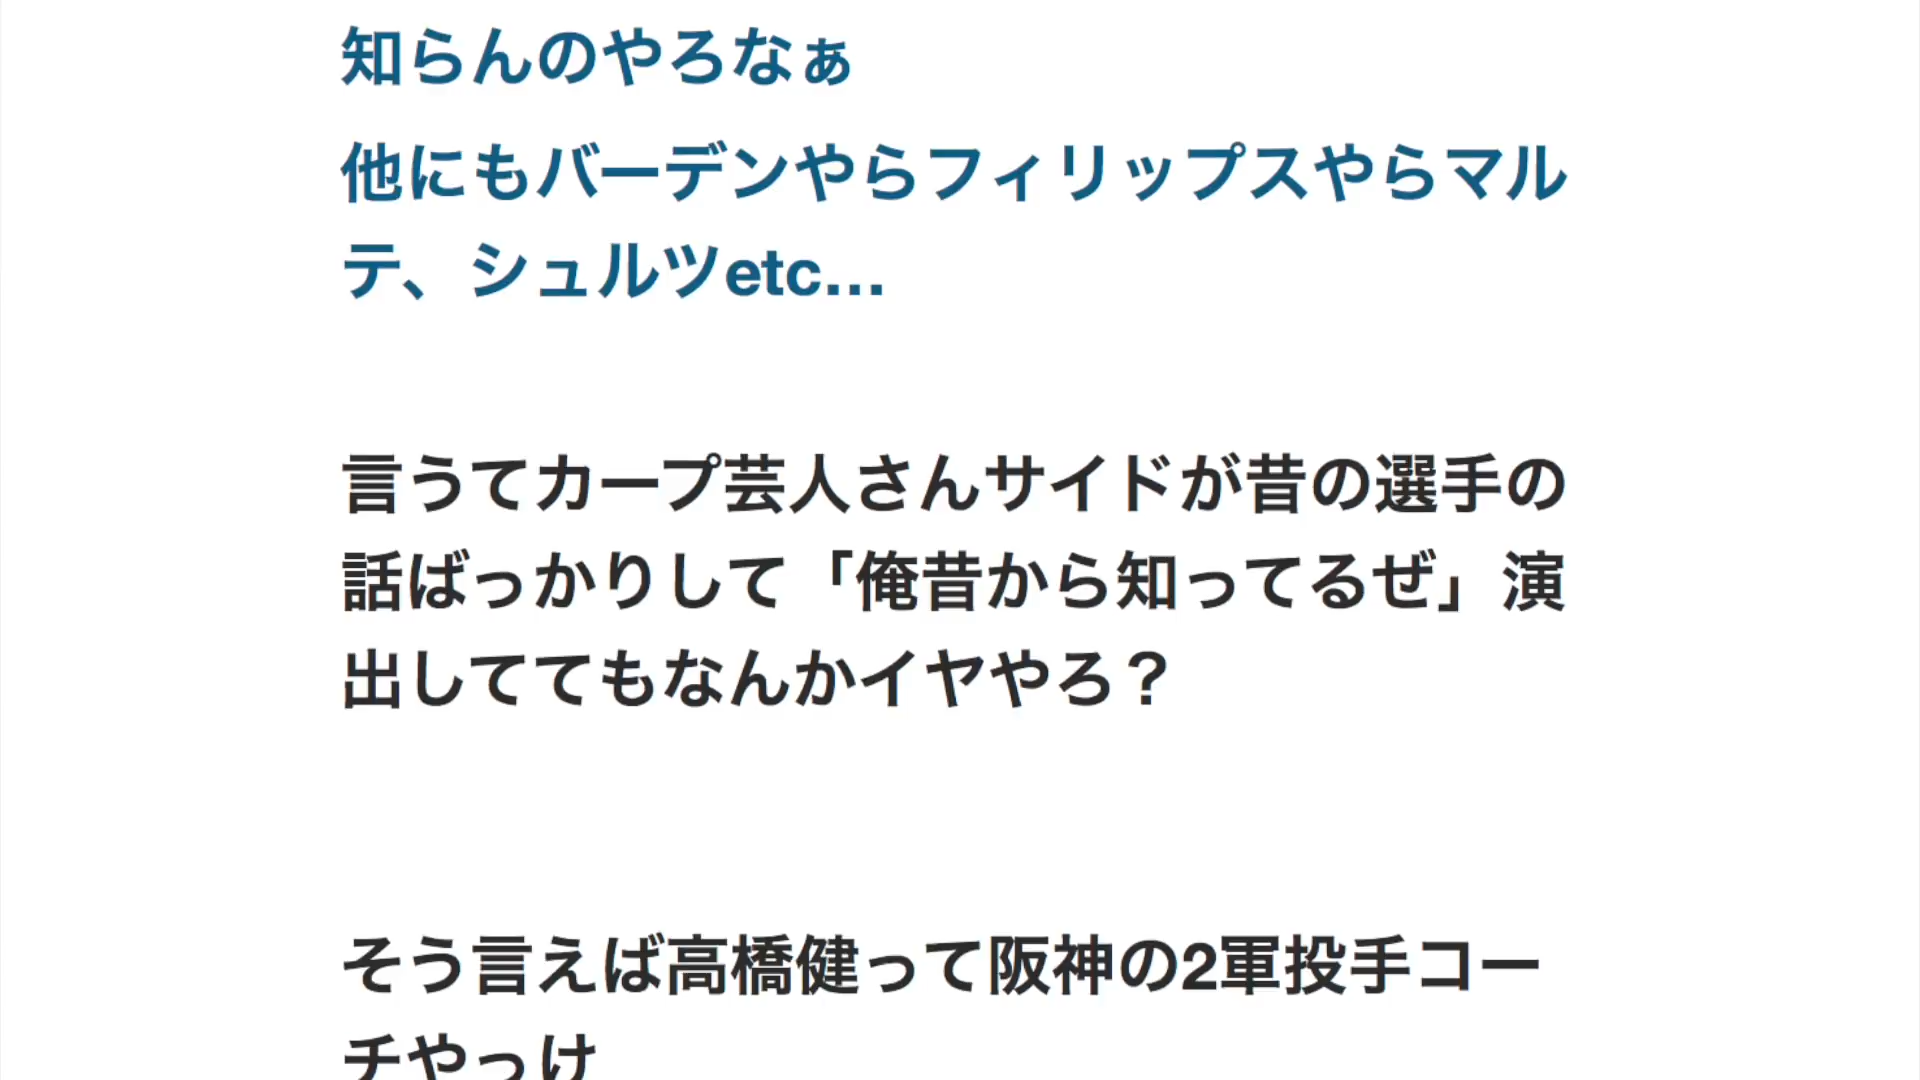 知らんのやろなぁ
他にもバーデンやらフィリップスやらマル
テ、シュルツetc…
言うてカープ芸人さんサイドが昔の選手の
話ばっかりして「俺昔から知ってるぜ」演
出しててもなんかイヤやろ？
そう言えば高橋健って阪神の2軍投手コー
チやっけ